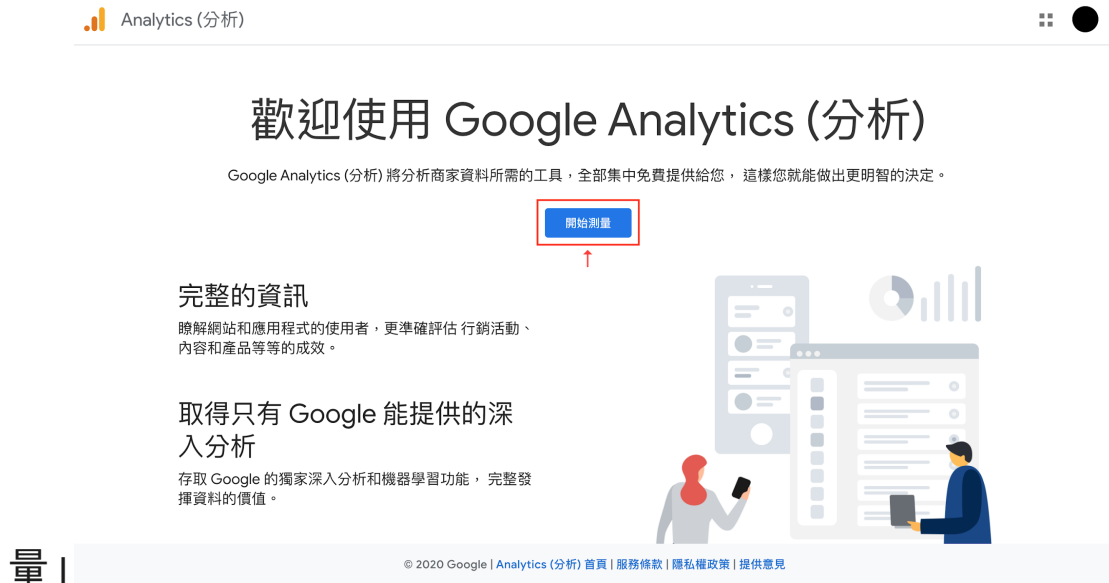 Analytics (分析)
歡迎使用 Google Analytics (分析)
Google Analytics (分析) 將分析商家資料所需的工具，全部集中免費提供給您， 這樣您就能做出更明智的決定。
開始測量
↑
完整的資訊
瞭解網站和應用程式的使用者，更準確評估 行銷活動、
內容和產品等等的成效。
取得只有 Google 能提供的深
入分析
存取 Google 的獨家深入分析和機器學習功能， 完整發
揮資料的價值。
© 2020 Google | Analytics (分析) 首頁 | 服務條款 | 隱私權政策 | 提供意見
量